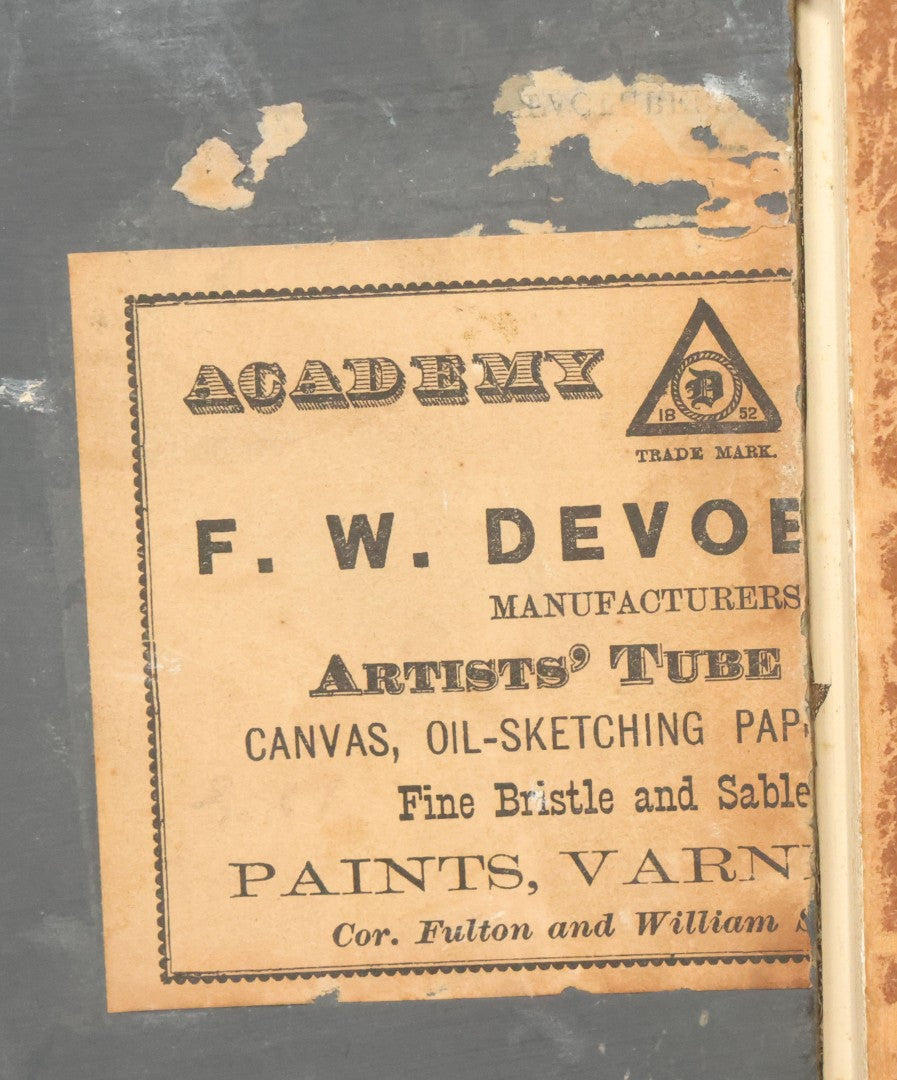 ACADEMY
D
18 52
TRADE MARK.
F. W. DEVOE
MANUFACTURERS
ARTISTS' TUBE
CANVAS, OIL-SKETCHING PAP
Fine Bristle and Sable
PAINTS, VARNI
Cor. Fulton and William S